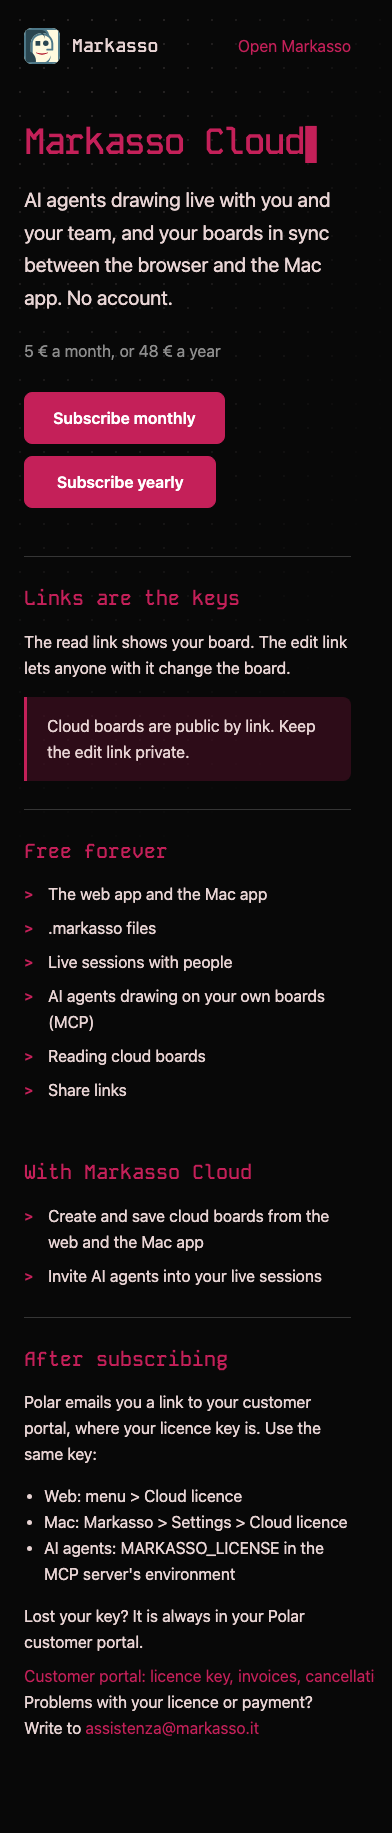 Markasso
Open Markasso
Markasso Cloud
AI agents drawing live with you and
your team, and your boards in sync
between the browser and the Mac
app. No account.
5 € a month, or 48 € a year
Subscribe monthly
Subscribe yearly
Links are the keys
The read link shows your board. The edit link
lets anyone with it change the board.
Cloud boards are public by link. Keep
the edit link private.
Free forever
> The web app and the Mac app
> .markasso files
> Live sessions with people
> AI agents drawing on your own boards
(MCP)
> Reading cloud boards
> Share links
With Markasso Cloud
> Create and save cloud boards from the
web and the Mac app
> Invite AI agents into your live sessions
After subscribing
Polar emails you a link to your customer
portal, where your licence key is. Use the
same key:
• Web: menu > Cloud licence
• Mac: Markasso > Settings > Cloud licence
• AI agents: MARKASSO_LICENSE in the
MCP server's environment
Lost your key? It is always in your Polar
customer portal.
Customer portal: licence key, invoices, cancellati
Problems with your licence or payment?
Write to assistenza@markasso.it